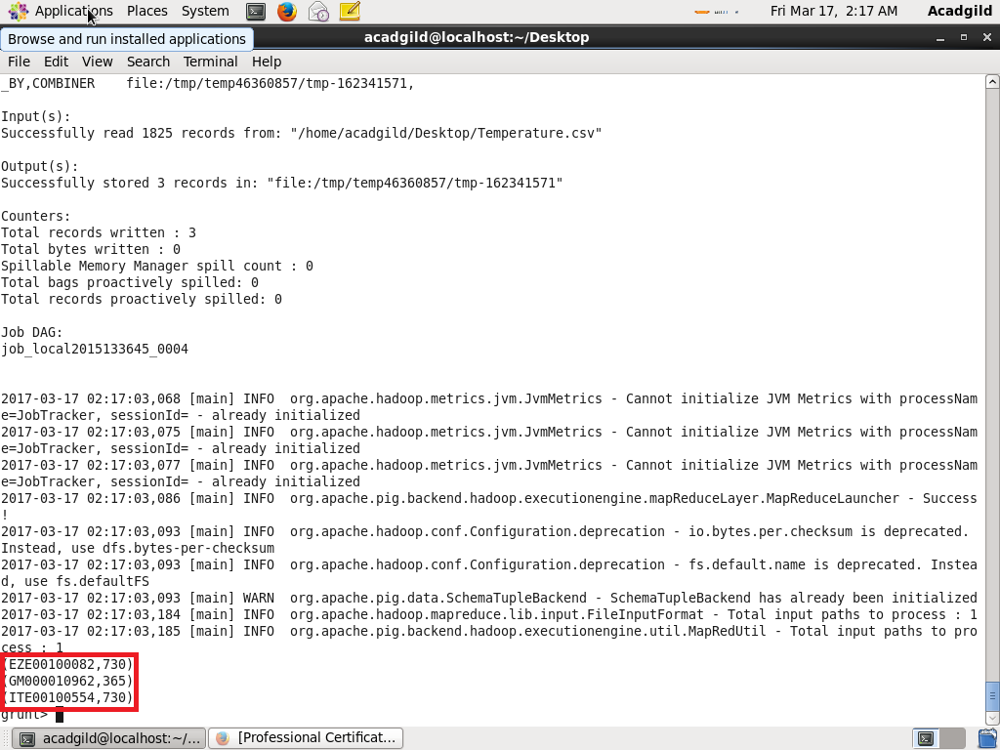 Applications Places System Fri Mar 17, 2:17 AM Acadgild
Browse and run installed applications
acadgild@localhost:~/Desktop
File Edit View Search Terminal Help
_BY,COMBINER    file:/tmp/temp46360857/tmp-162341571,
Input(s):
Successfully read 1825 records from: "/home/acadgild/Desktop/Temperature.csv"
Output(s):
Successfully stored 3 records in: "file:/tmp/temp46360857/tmp-162341571"
Counters:
Total records written : 3
Total bytes written : 0
Spillable Memory Manager spill count : 0
Total bags proactively spilled: 0
Total records proactively spilled: 0
Job DAG:
job_local2015133645_0004
2017-03-17 02:17:03,068 [main] INFO  org.apache.hadoop.metrics.jvm.JvmMetrics - Cannot initialize JVM Metrics with processNam
e=JobTracker, sessionId= - already initialized
2017-03-17 02:17:03,075 [main] INFO  org.apache.hadoop.metrics.jvm.JvmMetrics - Cannot initialize JVM Metrics with processNam
e=JobTracker, sessionId= - already initialized
2017-03-17 02:17:03,077 [main] INFO  org.apache.hadoop.metrics.jvm.JvmMetrics - Cannot initialize JVM Metrics with processNam
e=JobTracker, sessionId= - already initialized
2017-03-17 02:17:03,086 [main] INFO  org.apache.pig.backend.hadoop.executionengine.mapReduceLayer.MapReduceLauncher - Success
!
2017-03-17 02:17:03,093 [main] INFO  org.apache.hadoop.conf.Configuration.deprecation - io.bytes.per.checksum is deprecated.
Instead, use dfs.bytes-per-checksum
2017-03-17 02:17:03,093 [main] INFO  org.apache.hadoop.conf.Configuration.deprecation - fs.default.name is deprecated. Instea
d, use fs.defaultFS
2017-03-17 02:17:03,093 [main] WARN  org.apache.pig.data.SchemaTupleBackend - SchemaTupleBackend has already been initialized
2017-03-17 02:17:03,184 [main] INFO  org.apache.hadoop.mapreduce.lib.input.FileInputFormat - Total input paths to process : 1
2017-03-17 02:17:03,185 [main] INFO  org.apache.pig.backend.hadoop.executionengine.util.MapRedUtil - Total input paths to pro
cess : 1
(EZE00100082,730)
(GM000010962,365)
(ITE00100554,730)
grunt>
acadgild@localhost:~/... [Professional Certificat...